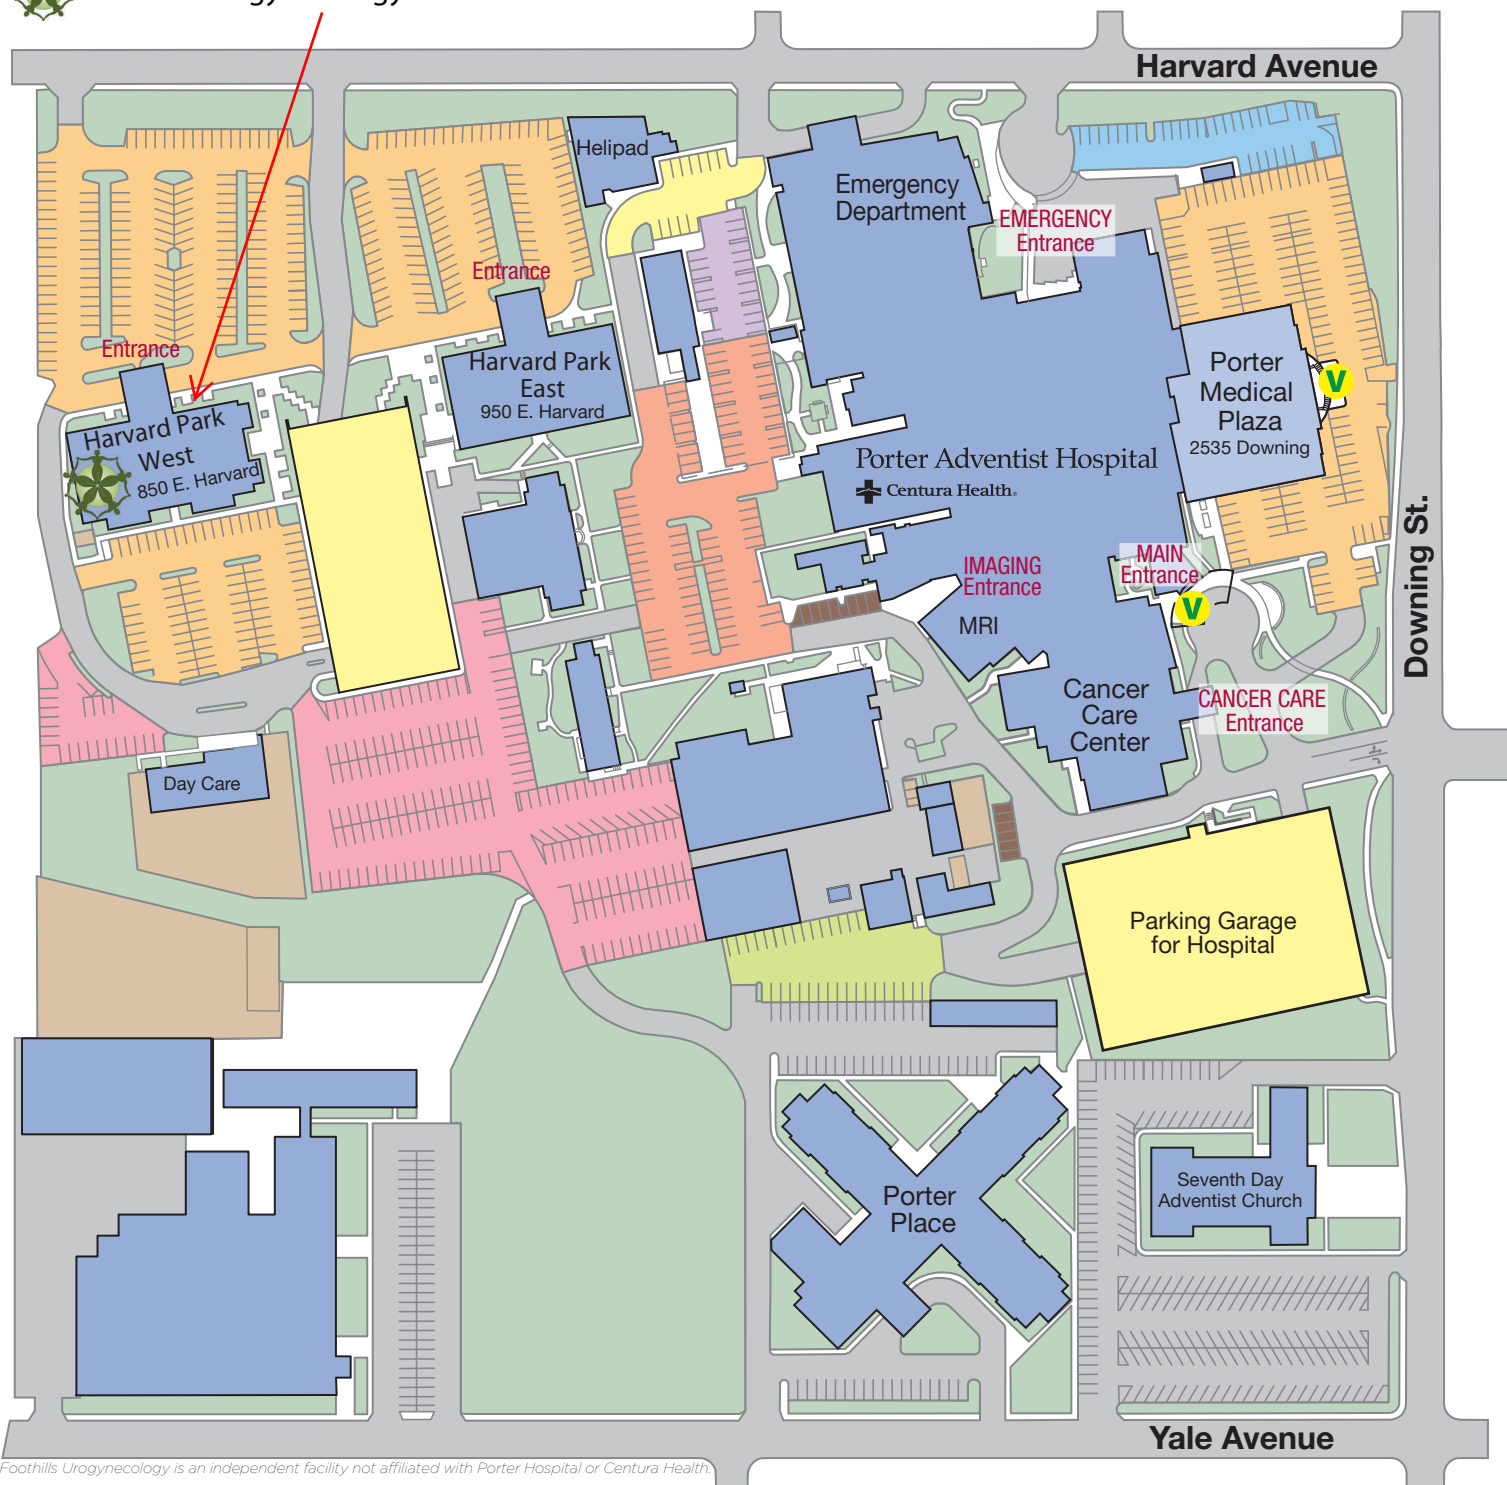 Harvard Avenue
Helipad
Emergency
Department
EMERGENCY
Entrance
Entrance
Entrance
Harvard Park
East
950 E. Harvard
Porter
Medical
Plaza
2535 Downing
V
Harvard Park
West
850 E. Harvard
Porter Adventist Hospital
Centura Health.
Downing St.
IMAGING
Entrance
MAIN
Entrance
V
MRI
Cancer
Care
Center
CANCER CARE
Entrance
Day Care
Parking Garage
for Hospital
Porter
Place
Seventh Day
Adventist Church
Yale Avenue
Foothills Urogynecology is an independent facility not affiliated with Porter Hospital or Centura Health.